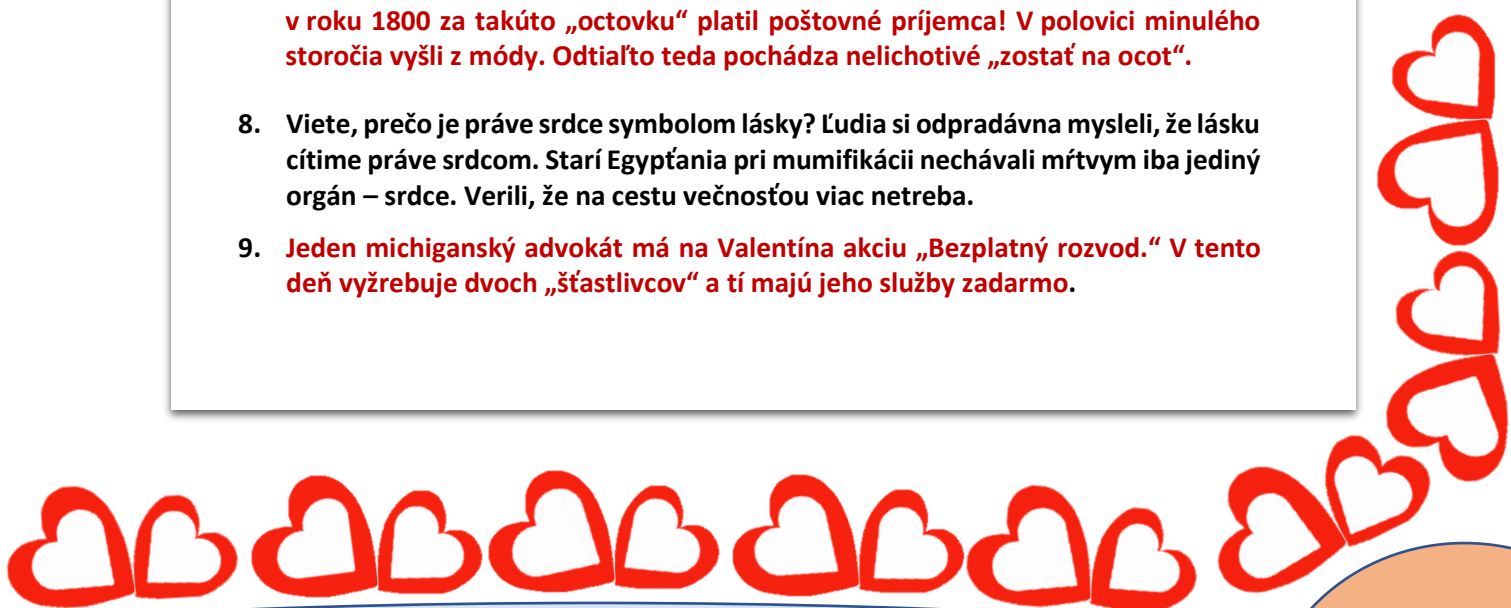 v roku 1800 za takúto „octovku“ platil poštovné príjemca! V polovici minulého
storočia vyšli z módy. Odtiaľto teda pochádza nelichotivé „zostať na ocot“.
8. Viete, prečo je práve srdce symbolom lásky? Ľudia si odpradávna mysleli, že lásku
cítime práve srdcom. Starí Egypťania pri mumifikácii nechávali mŕtvym iba jediný
orgán – srdce. Verili, že na cestu večnosťou viac netreba.
9. Jeden michiganský advokát má na Valentína akciu „Bezplatný rozvod.“ V tento
deň vyžrebuje dvoch „šťastlivcov“ a tí majú jeho služby zadarmo.